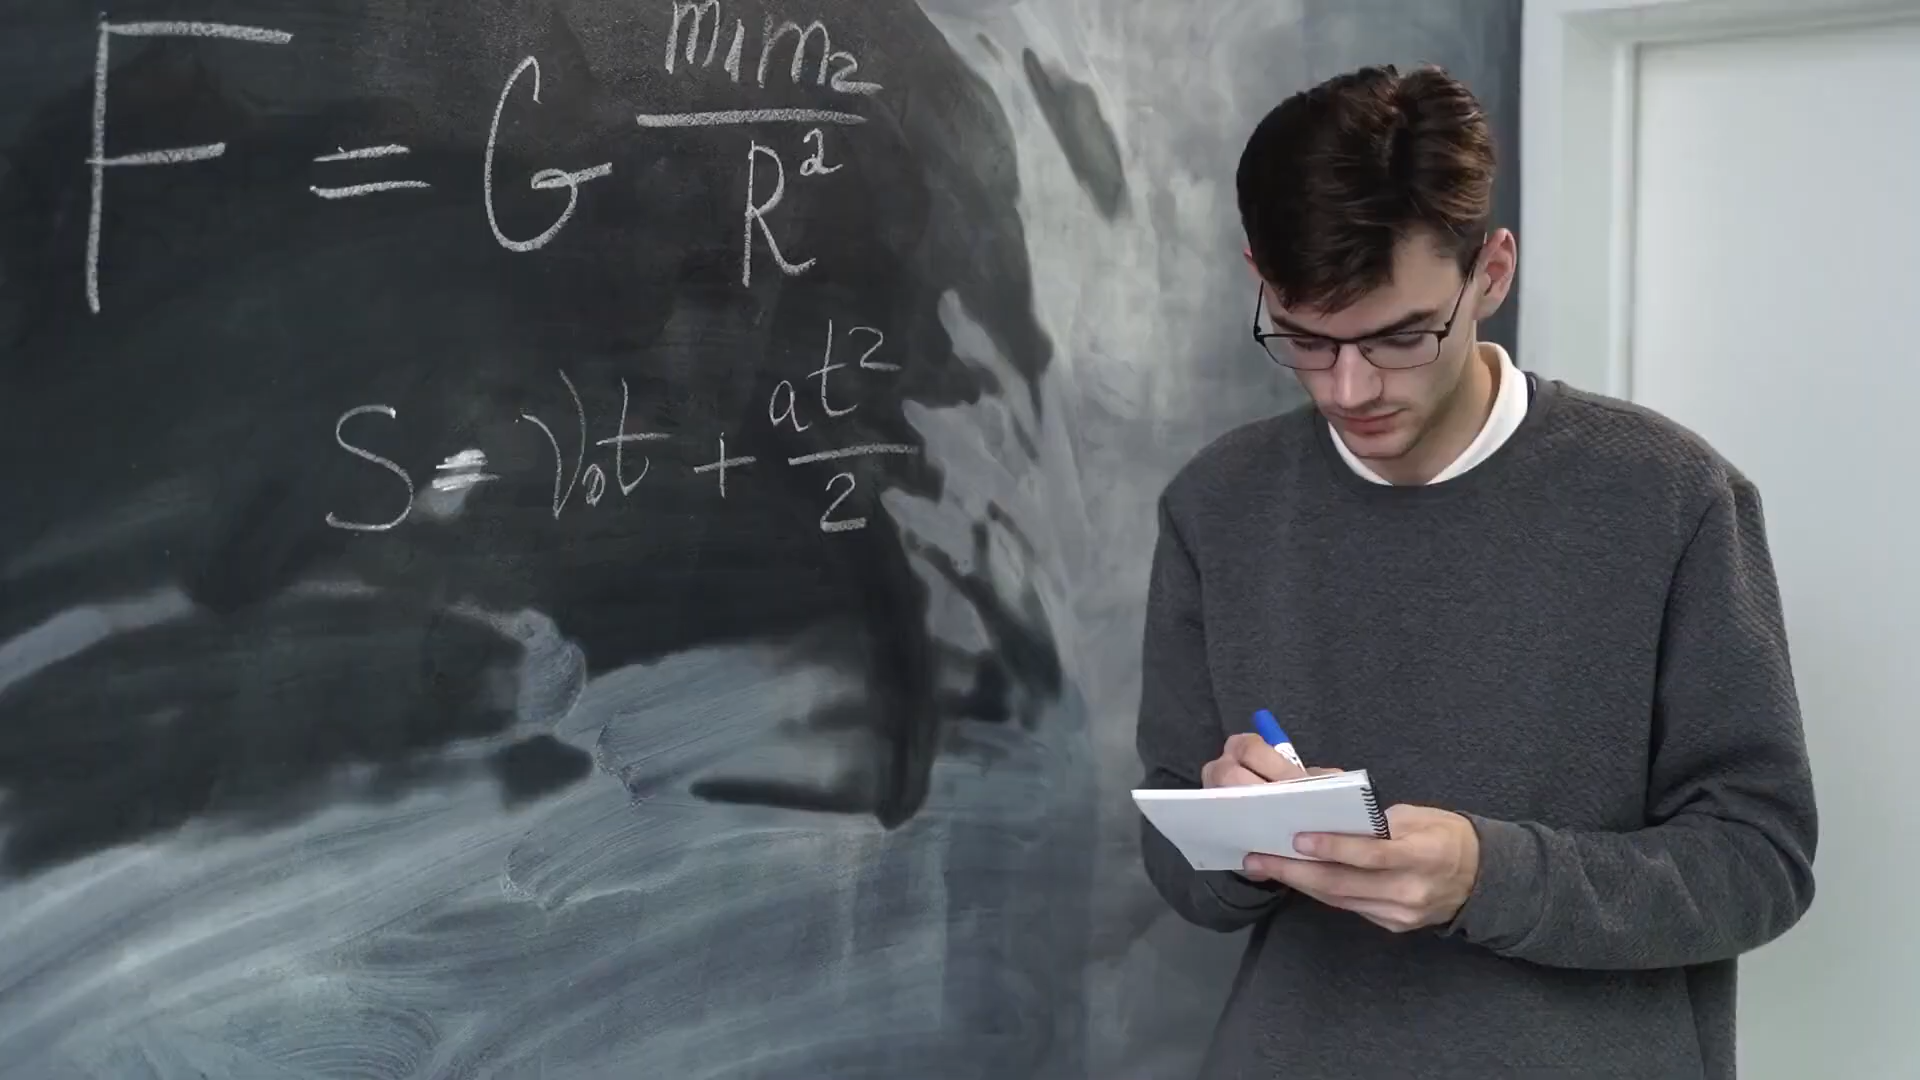 F = G m₁m₂/R²
S = V₀t + at²/2